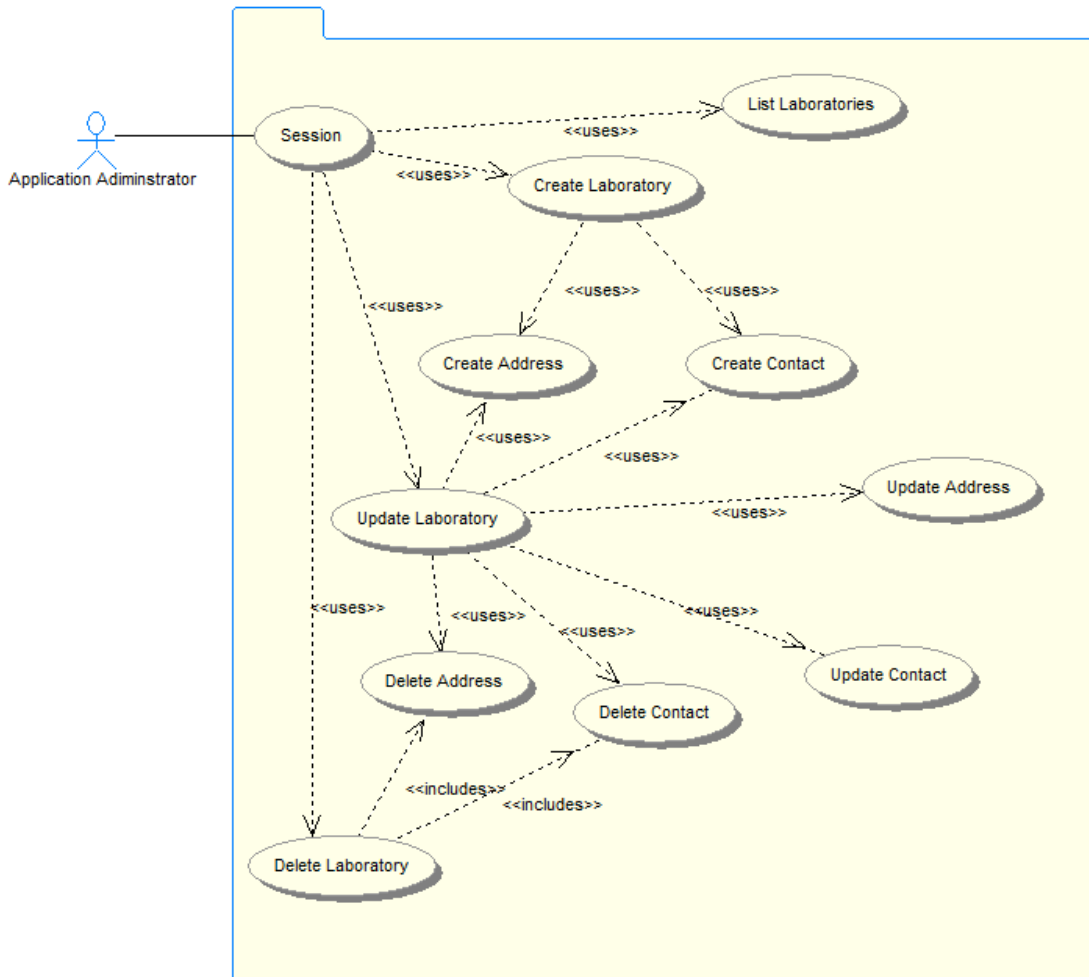 List Laboratories
Session
<<uses>>
Application Adiminstrator
<<uses>>
Create Laboratory
<<uses>>
<<uses>>
<<uses>>
Create Address
Create Contact
<<uses>>
<<uses>>
Update Address
Update Laboratory
<<uses>>
<<uses>>
<<uses>>
<<uses>>
<<uses>>
Delete Address
Update Contact
Delete Contact
<<includes>>
<<includes>>
Delete Laboratory